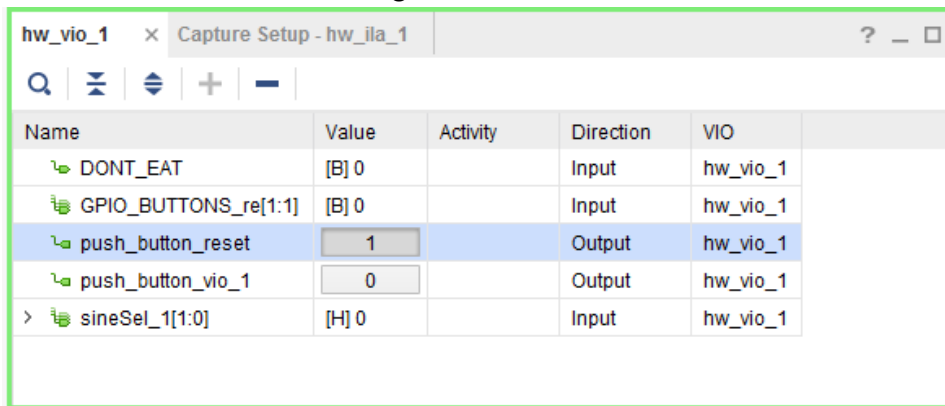 hw_vio_1 × Capture Setup - hw_ila_1 ?
Name Value Activity Direction VIO
DONT_EAT [B] 0 Input hw_vio_1
GPIO_BUTTONS_re[1:1] [B] 0 Input hw_vio_1
push_button_reset 1 Output hw_vio_1
push_button_vio_1 0 Output hw_vio_1
> sineSel_1[1:0] [H] 0 Input hw_vio_1